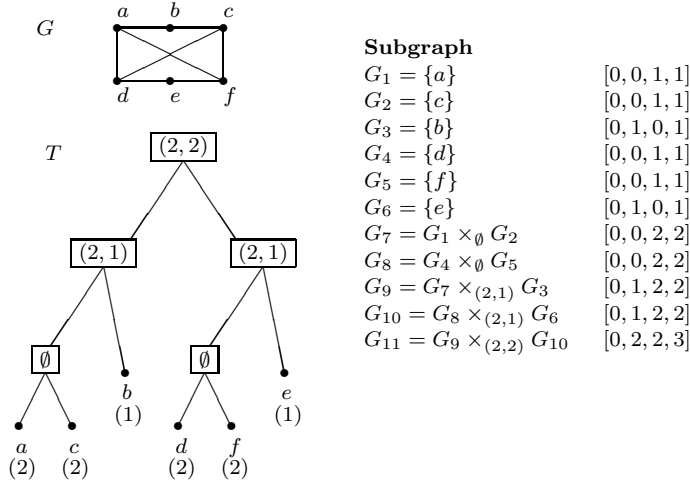 G
a b c
d e f
T
(2, 2)
(2, 1) (2, 1)
∅ ∅
b e
(1) (1)
a c d f
(2) (2) (2) (2)
Subgraph
G₁ = {a} [0, 0, 1, 1]
G₂ = {c} [0, 0, 1, 1]
G₃ = {b} [0, 1, 0, 1]
G₄ = {d} [0, 0, 1, 1]
G₅ = {f} [0, 0, 1, 1]
G₆ = {e} [0, 1, 0, 1]
G₇ = G₁ ×_∅ G₂ [0, 0, 2, 2]
G₈ = G₄ ×_∅ G₅ [0, 0, 2, 2]
G₉ = G₇ ×₍₂,₁₎ G₃ [0, 1, 2, 2]
G₁₀ = G₈ ×₍₂,₁₎ G₆ [0, 1, 2, 2]
G₁₁ = G₉ ×₍₂,₂₎ G₁₀ [0, 2, 2, 3]